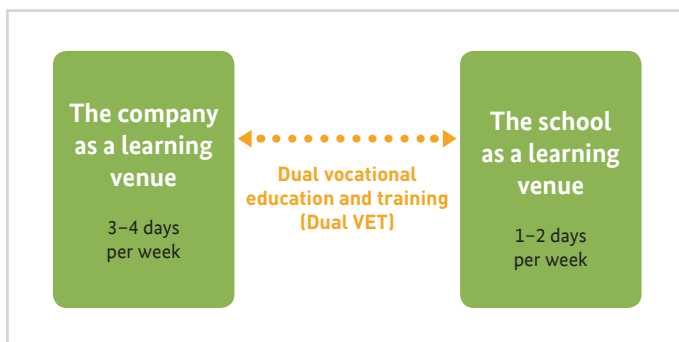 The company
as a learning
venue
3–4 days
per week
Dual vocational
education and training
(Dual VET)
The school
as a learning
venue
1–2 days
per week